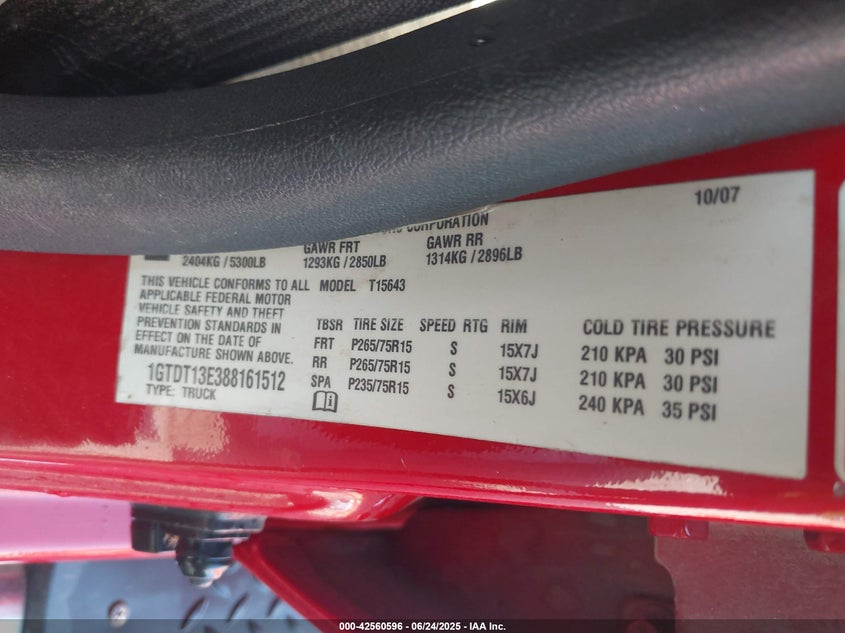 10/07
CORPORATION
GAWR FRT GAWR RR
2404KG / 5300LB 1293KG / 2850LB 1314KG / 2896LB
THIS VEHICLE CONFORMS TO ALL MODEL T15643
APPLICABLE FEDERAL MOTOR
VEHICLE SAFETY AND THEFT
PREVENTION STANDARDS IN
EFFECT ON THE DATE OF
MANUFACTURE SHOWN ABOVE.
1GTDT13E388161512
TYPE: TRUCK
TBSR TIRE SIZE SPEED RTG RIM COLD TIRE PRESSURE
FRT P265/75R15 S 15X7J 210 KPA 30 PSI
RR P265/75R15 S 15X7J 210 KPA 30 PSI
SPA P235/75R15 S 15X6J 240 KPA 35 PSI
000-42560596 - 06/24/2025 - IAA Inc.